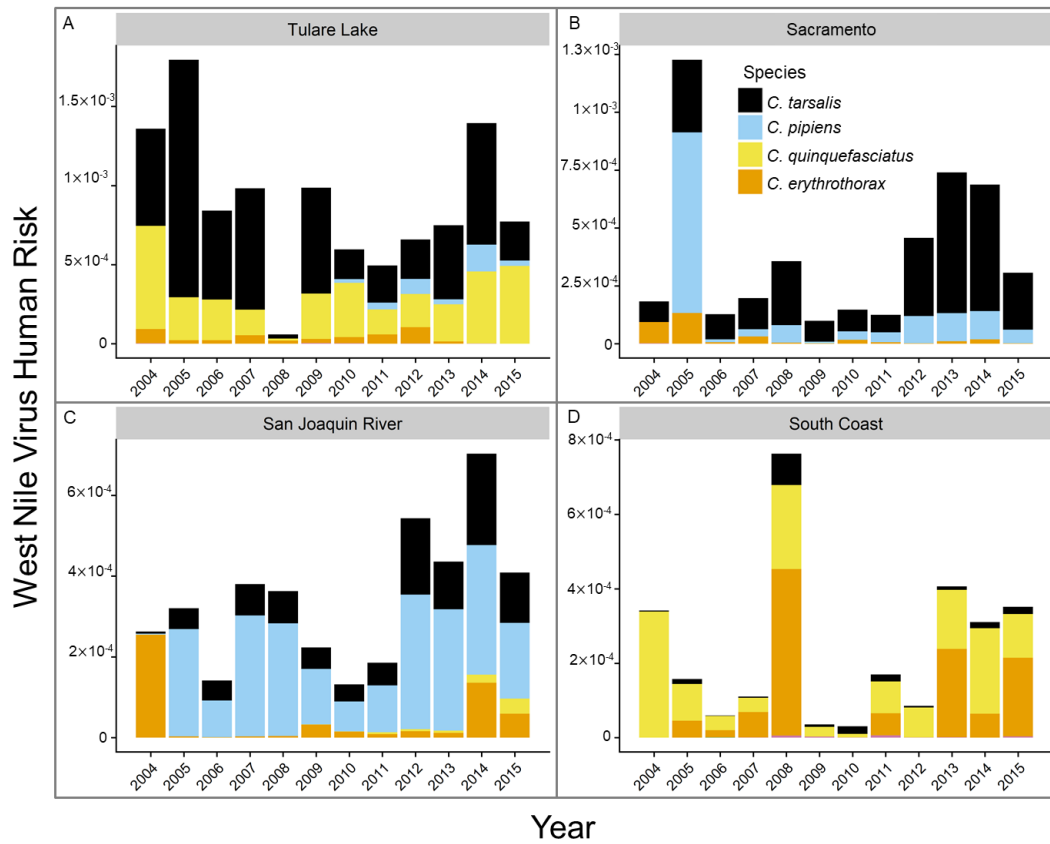 West Nile Virus Human Risk
A
Tulare Lake
1.5×10⁻³
1×10⁻³
5×10⁻⁴
0
2004 2005 2006 2007 2008 2009 2010 2011 2012 2013 2014 2015
B
Sacramento
1.3×10⁻³
1×10⁻³
7.5×10⁻⁴
5×10⁻⁴
2.5×10⁻⁴
0
Species
C. tarsalis
C. pipiens
C. quinquefasciatus
C. erythrothorax
2004 2005 2006 2007 2008 2009 2010 2011 2012 2013 2014 2015
C
San Joaquin River
6×10⁻⁴
4×10⁻⁴
2×10⁻⁴
0
2004 2005 2006 2007 2008 2009 2010 2011 2012 2013 2014 2015
D
South Coast
8×10⁻⁴
6×10⁻⁴
4×10⁻⁴
2×10⁻⁴
0
2004 2005 2006 2007 2008 2009 2010 2011 2012 2013 2014 2015
Year